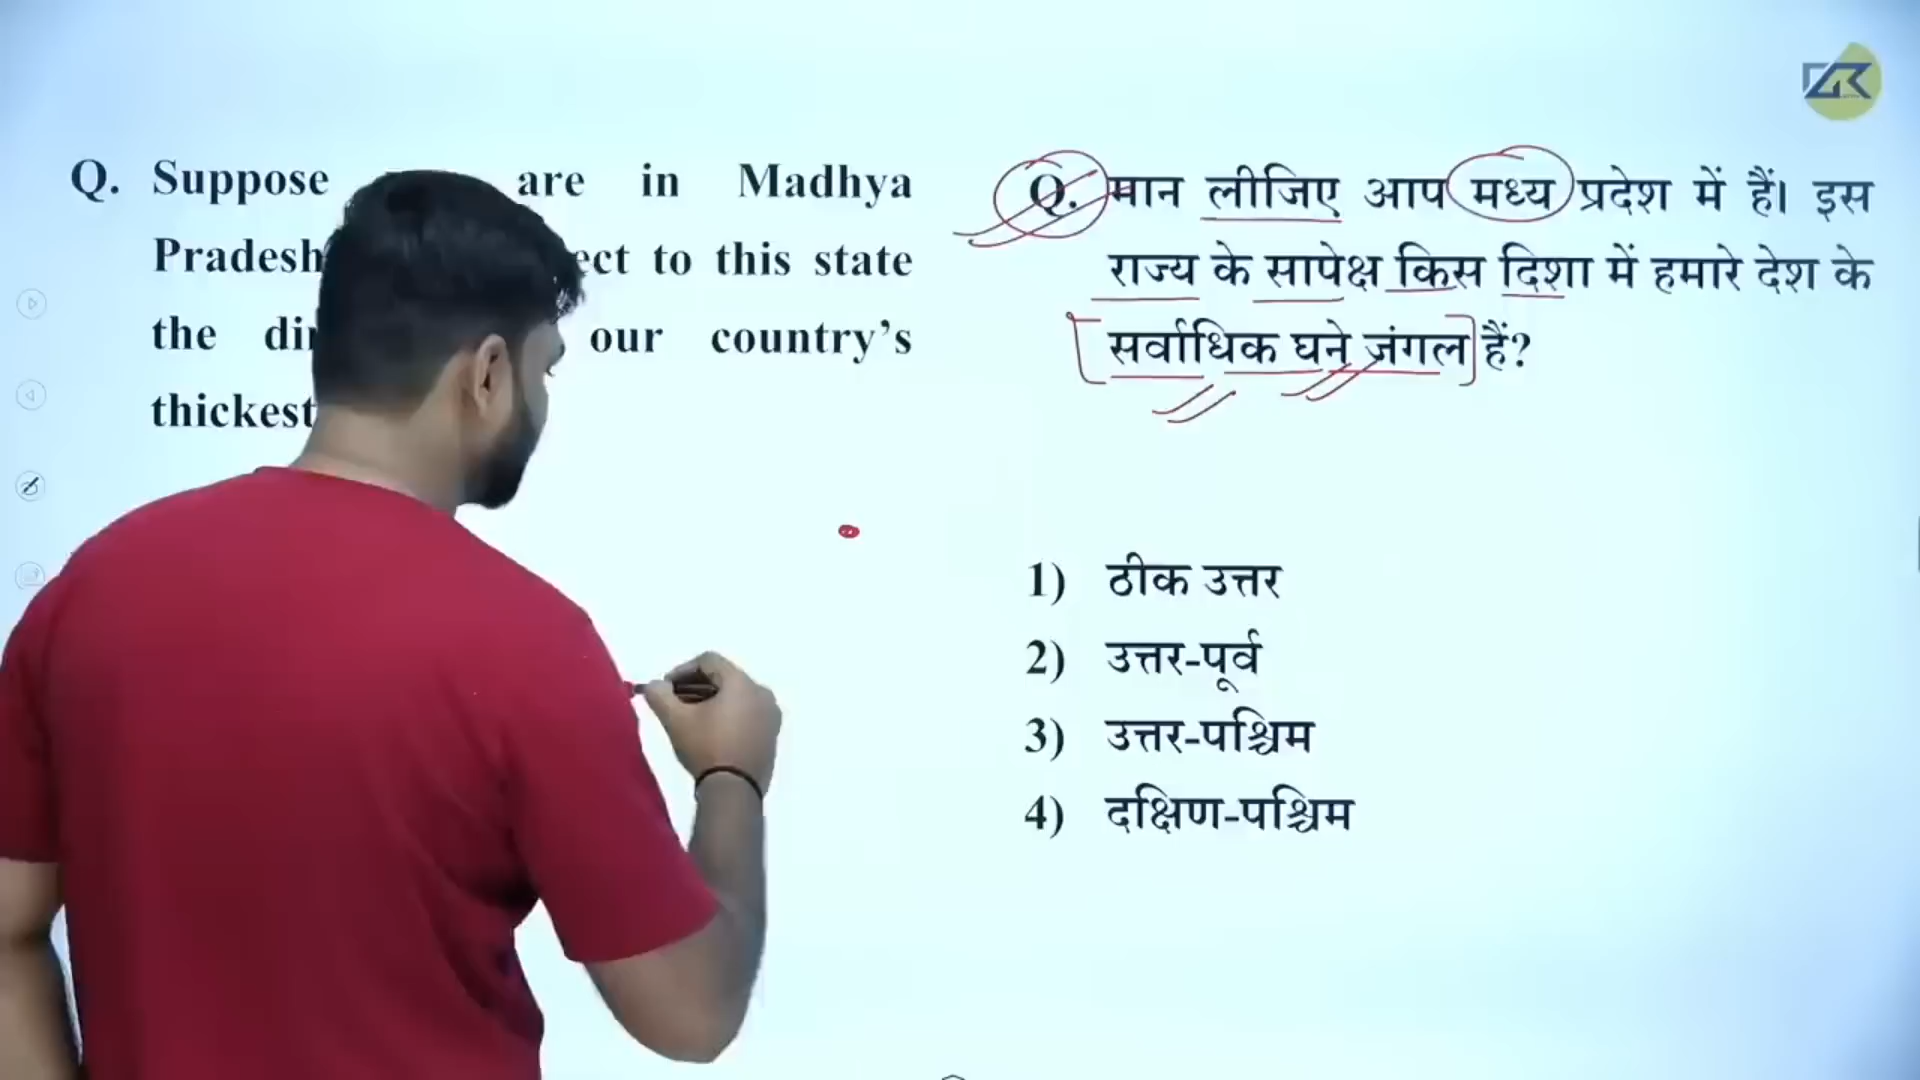 Q. Suppose are in Madhya
Pradesh ect to this state
the our country's
thickest
Q. मान लीजिए आप मध्य प्रदेश में हैं। इस
राज्य के सापेक्ष किस दिशा में हमारे देश के
सर्वाधिक घने जंगल हैं?
1) ठीक उत्तर
2) उत्तर-पूर्व
3) उत्तर-पश्चिम
4) दक्षिण-पश्चिम